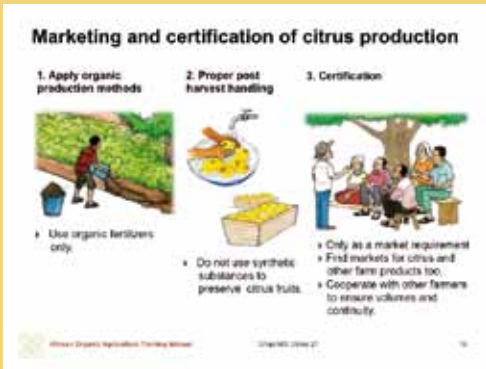 Marketing and certification of citrus production
1. Apply organic
production methods
Use organic fertilizers
only.
2. Proper post
harvest handling
Do not use synthetic
substances to
preserve citrus fruits.
3. Certification
Only as a market requirement
Find markets for citrus and
other farm products too.
Cooperate with other farmers
to ensure volumes and
continuity.
African Organic Agriculture Training Manual